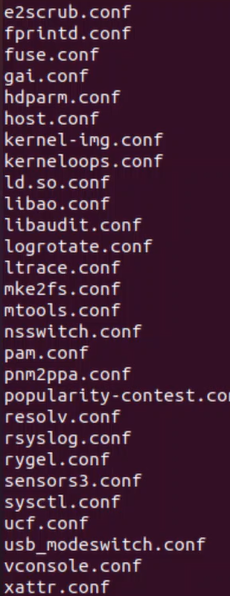 e2scrub.conf
fprintd.conf
fuse.conf
gai.conf
hdparm.conf
host.conf
kernel-img.conf
kerneloops.conf
ld.so.conf
libao.conf
libaudit.conf
logrotate.conf
ltrace.conf
mke2fs.conf
mtools.conf
nsswitch.conf
pam.conf
pnm2ppa.conf
popularity-contest.co
resolv.conf
rsyslog.conf
rygel.conf
sensors3.conf
sysctl.conf
ucf.conf
usb_modeswitch.conf
vconsole.conf
xattr.conf